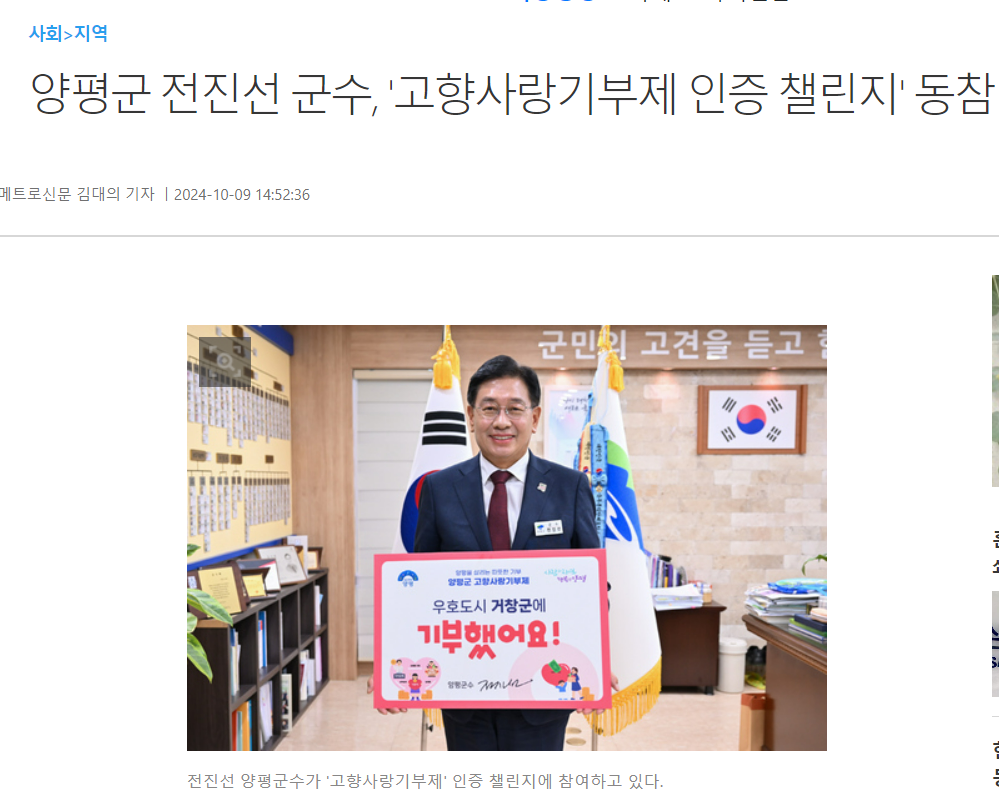 사회>지역
양평군 전진선 군수, '고향사랑기부제 인증 챌린지' 동참
메트로신문 김대의 기자 ㅣ2024-10-09 14:52:36
군민의 고견을 듣고
양평을 살리는 따뜻한 기부
양평군 고향사랑기부제
양평
우호도시 거창군에
기부했어요!
양평군수
전진선 양평군수가 '고향사랑기부제' 인증 챌린지에 참여하고 있다.